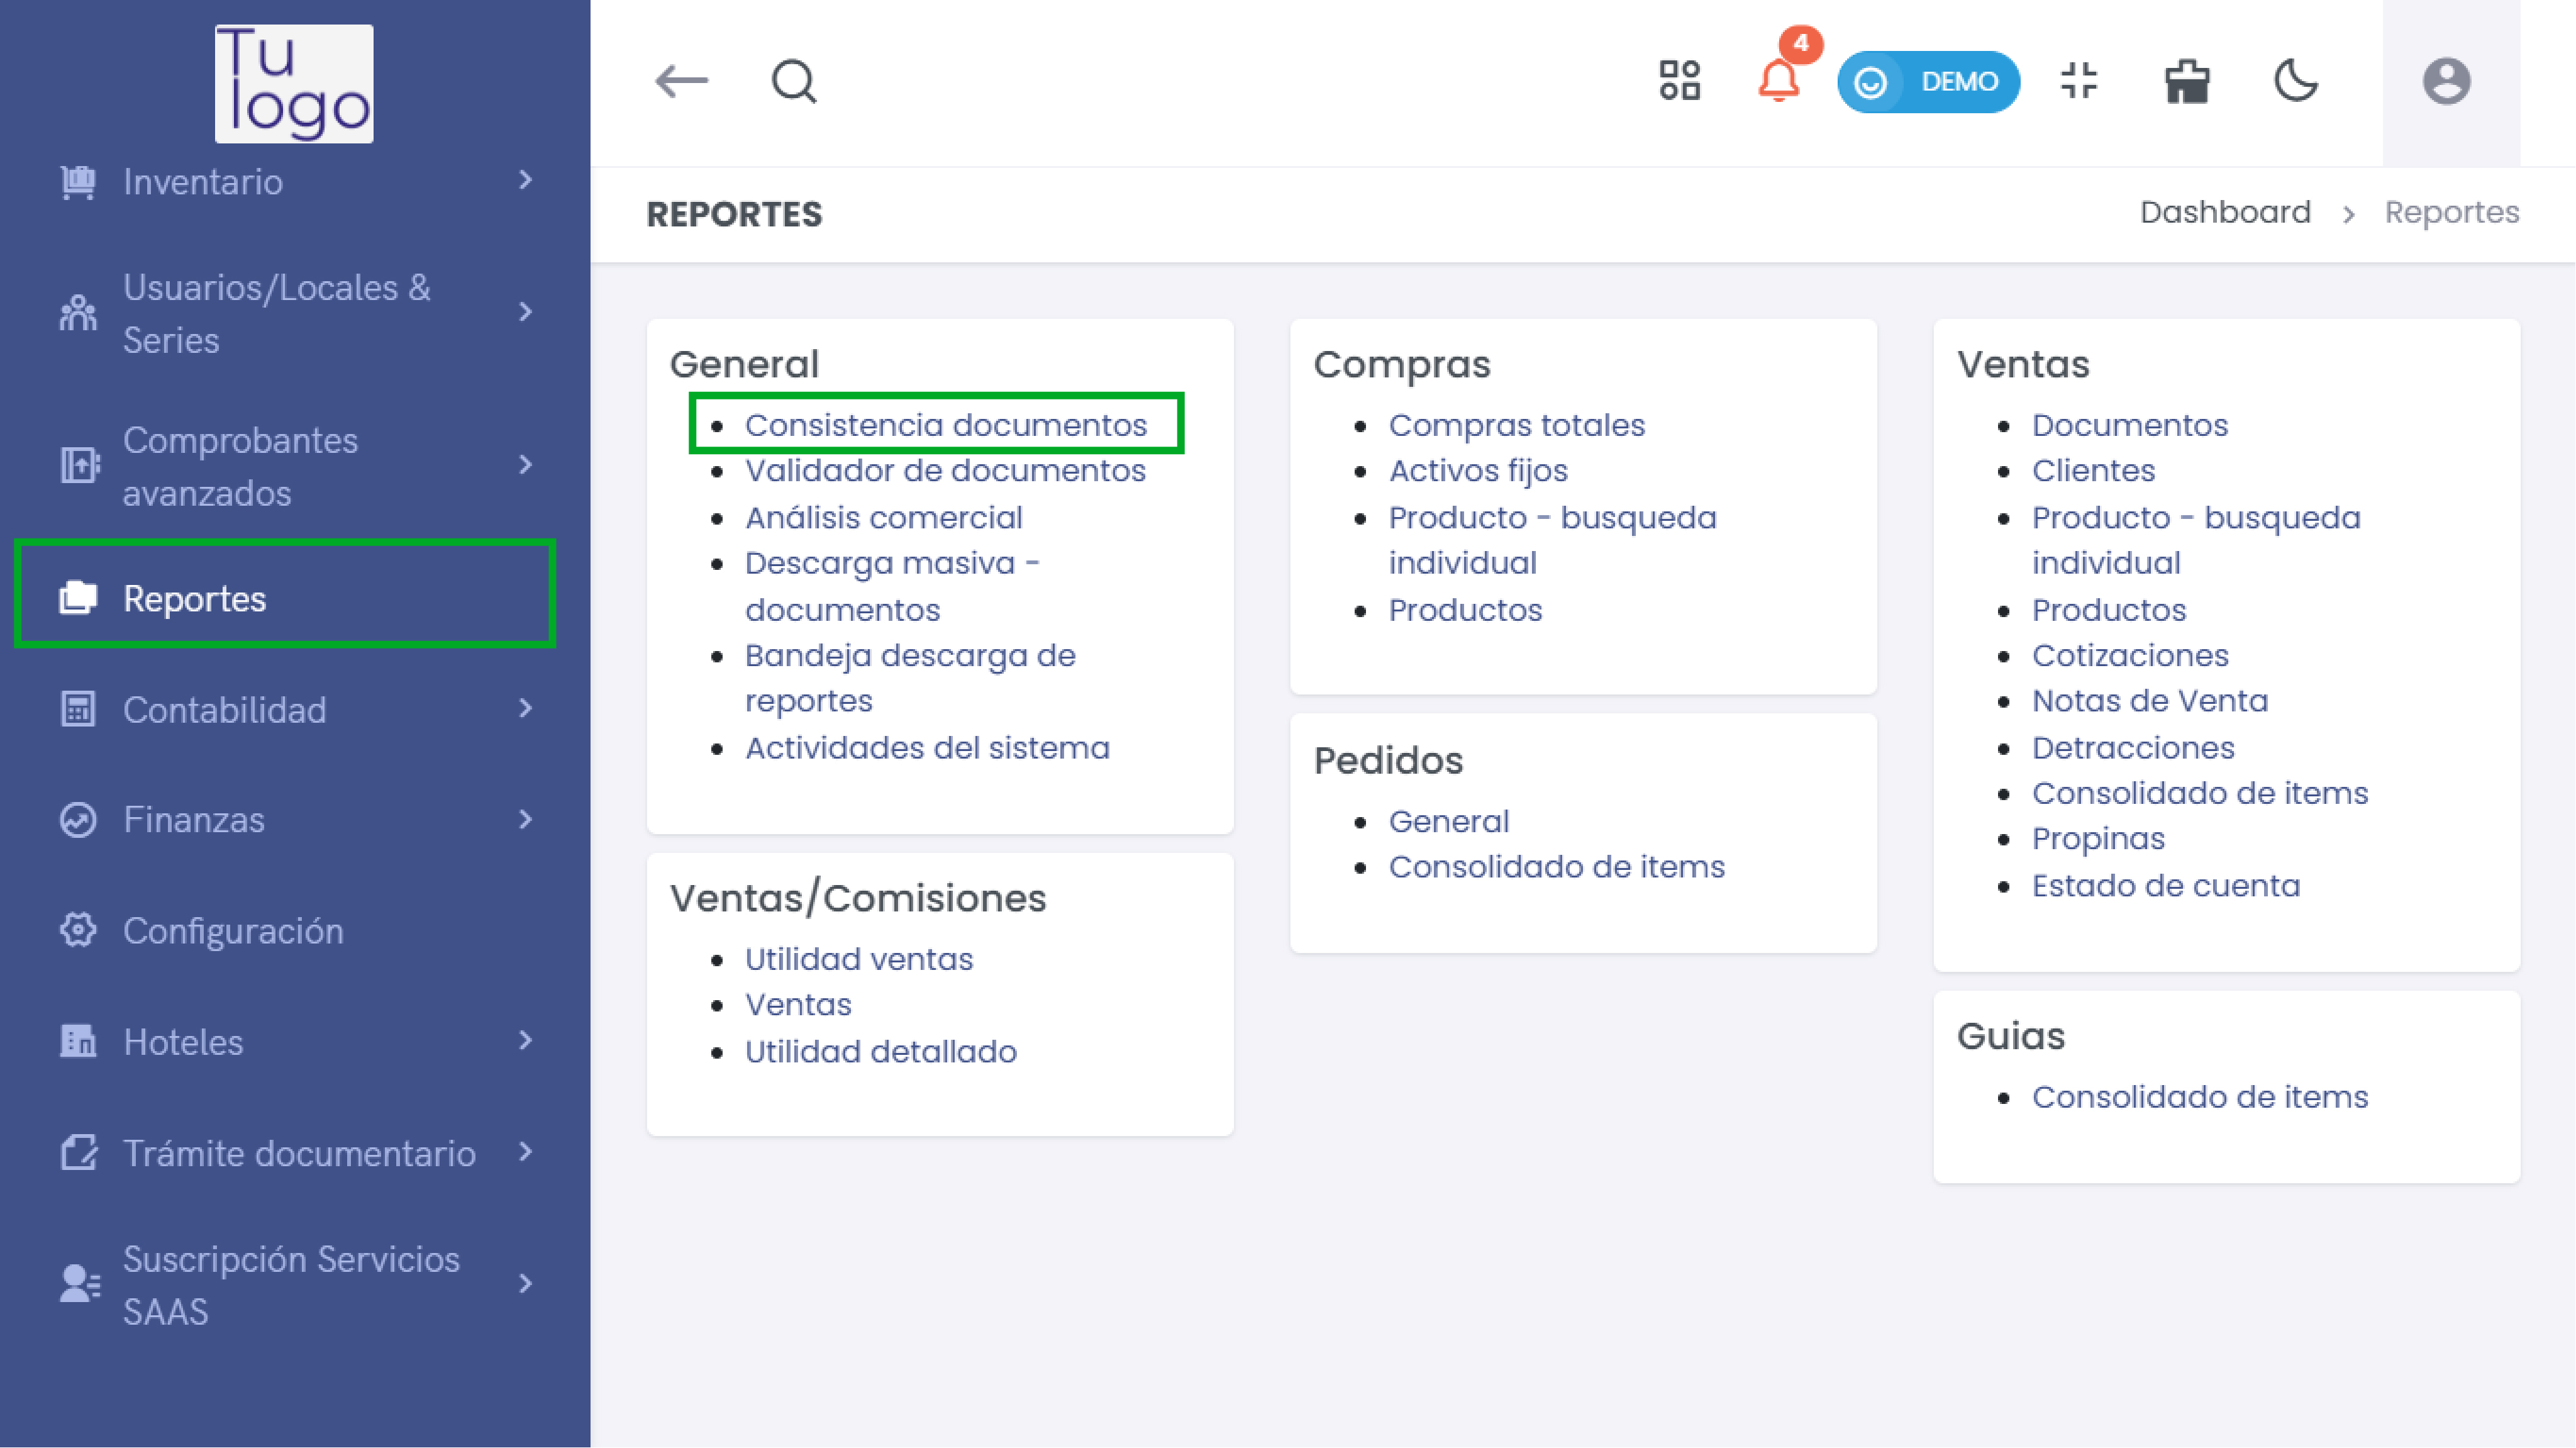 Tu
logo
Inventario
Usuarios/Locales &
Series
Comprobantes
avanzados
Reportes
Contabilidad
Finanzas
Configuración
Hoteles
Trámite documentario
Suscripción Servicios
SAAS
4
DEMO
REPORTES
Dashboard > Reportes
General
Consistencia documentos
Validador de documentos
Análisis comercial
Descarga masiva -
documentos
Bandeja descarga de
reportes
Actividades del sistema
Ventas/Comisiones
Utilidad ventas
Ventas
Utilidad detallado
Compras
Compras totales
Activos fijos
Producto - busqueda
individual
Productos
Pedidos
General
Consolidado de items
Ventas
Documentos
Clientes
Producto - busqueda
individual
Productos
Cotizaciones
Notas de Venta
Detracciones
Consolidado de items
Propinas
Estado de cuenta
Guias
Consolidado de items